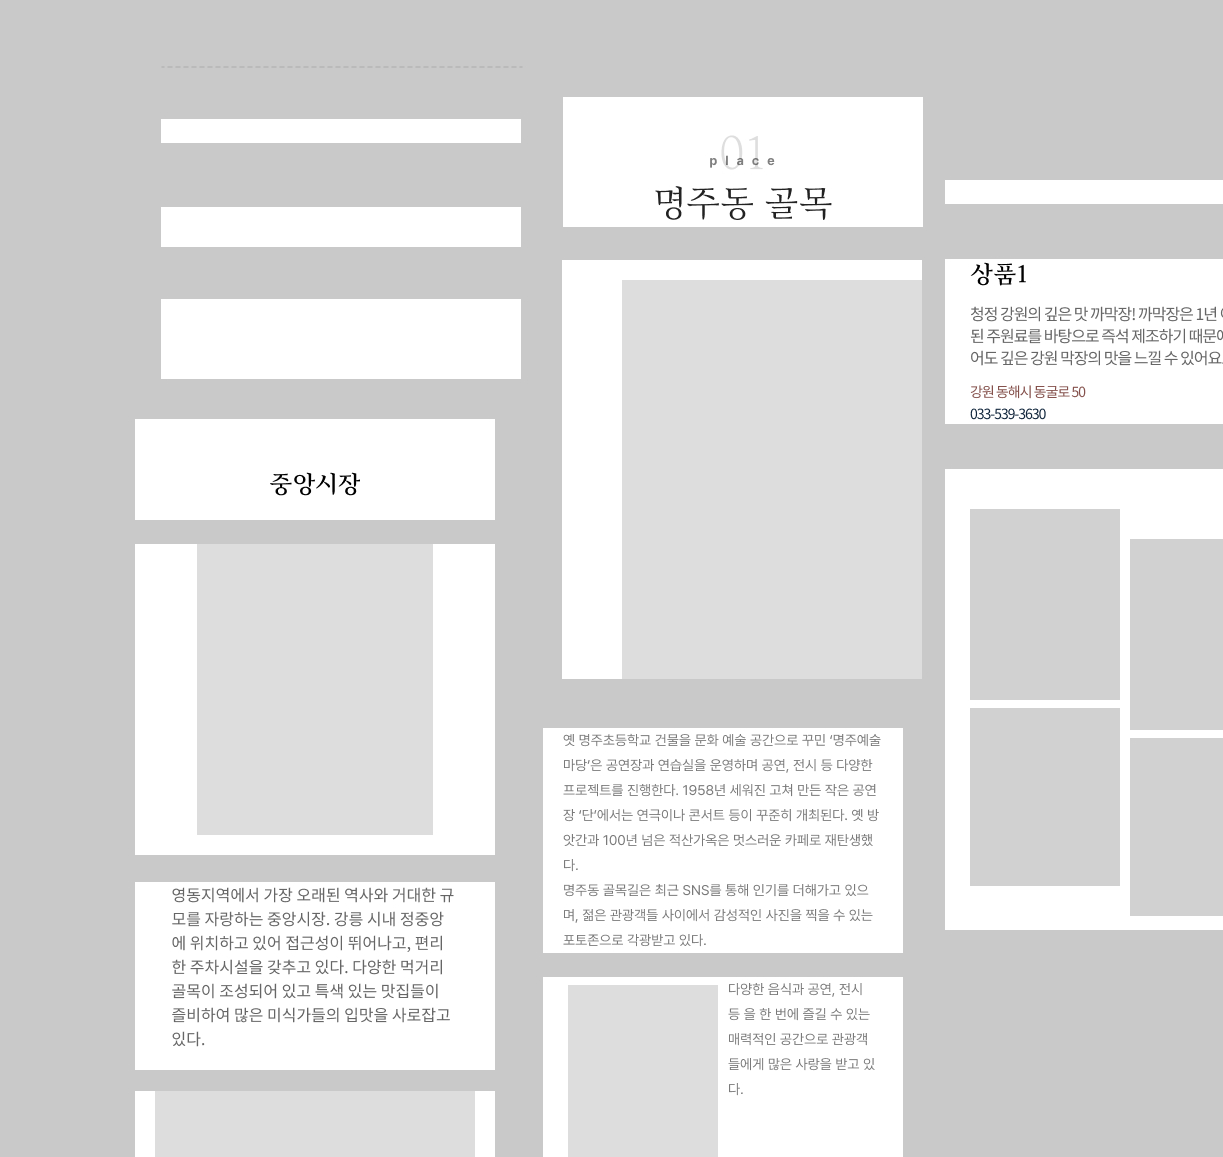 중앙시장
영동지역에서 가장 오래된 역사와 거대한 규
모를 자랑하는 중앙시장. 강릉 시내 정중앙
에 위치하고 있어 접근성이 뛰어나고, 편리
한 주차시설을 갖추고 있다. 다양한 먹거리
골목이 조성되어 있고 특색 있는 맛집들이
즐비하여 많은 미식가들의 입맛을 사로잡고
있다.
01
place
명주동 골목
옛 명주초등학교 건물을 문화 예술 공간으로 꾸민 ‘명주예술
마당’은 공연장과 연습실을 운영하며 공연, 전시 등 다양한
프로젝트를 진행한다. 1958년 세워진 고쳐 만든 작은 공연
장 ‘단’에서는 연극이나 콘서트 등이 꾸준히 개최된다. 옛 방
앗간과 100년 넘은 적산가옥은 멋스러운 카페로 재탄생했
다.
명주동 골목길은 최근 SNS를 통해 인기를 더해가고 있으
며, 젊은 관광객들 사이에서 감성적인 사진을 찍을 수 있는
포토존으로 각광받고 있다.
다양한 음식과 공연, 전시
등 을 한 번에 즐길 수 있는
매력적인 공간으로 관광객
들에게 많은 사랑을 받고 있
다.
상품1
청정 강원의 깊은 맛 까막장! 까막장은 1년
된 주원료를 바탕으로 즉석 제조하기 때문에
어도 깊은 강원 막장의 맛을 느낄 수 있어요
강원 동해시 동굴로 50
033-539-3630